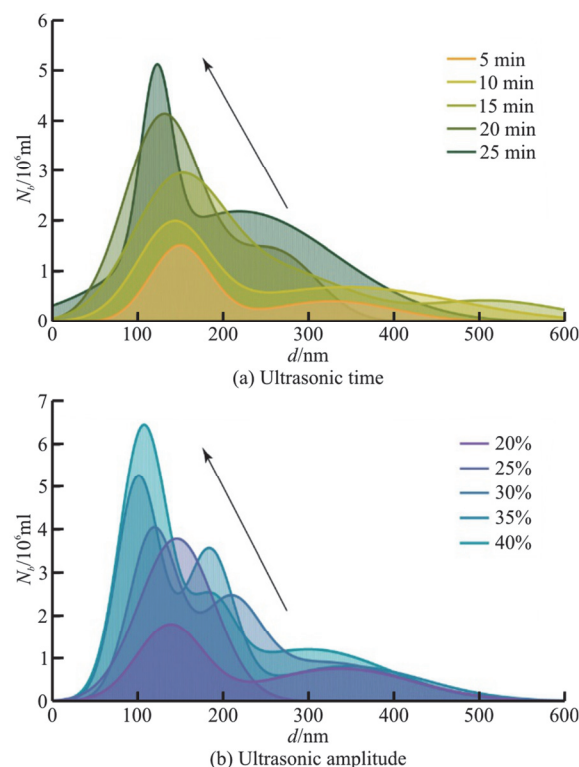 6
5
4
3
2
1
0
N_b/10^6ml
5 min
10 min
15 min
20 min
25 min
0 100 200 300 400 500 600
d/nm
(a) Ultrasonic time
7
6
5
4
3
2
1
0
N_b/10^6ml
20%
25%
30%
35%
40%
0 100 200 300 400 500 600
d/nm
(b) Ultrasonic amplitude